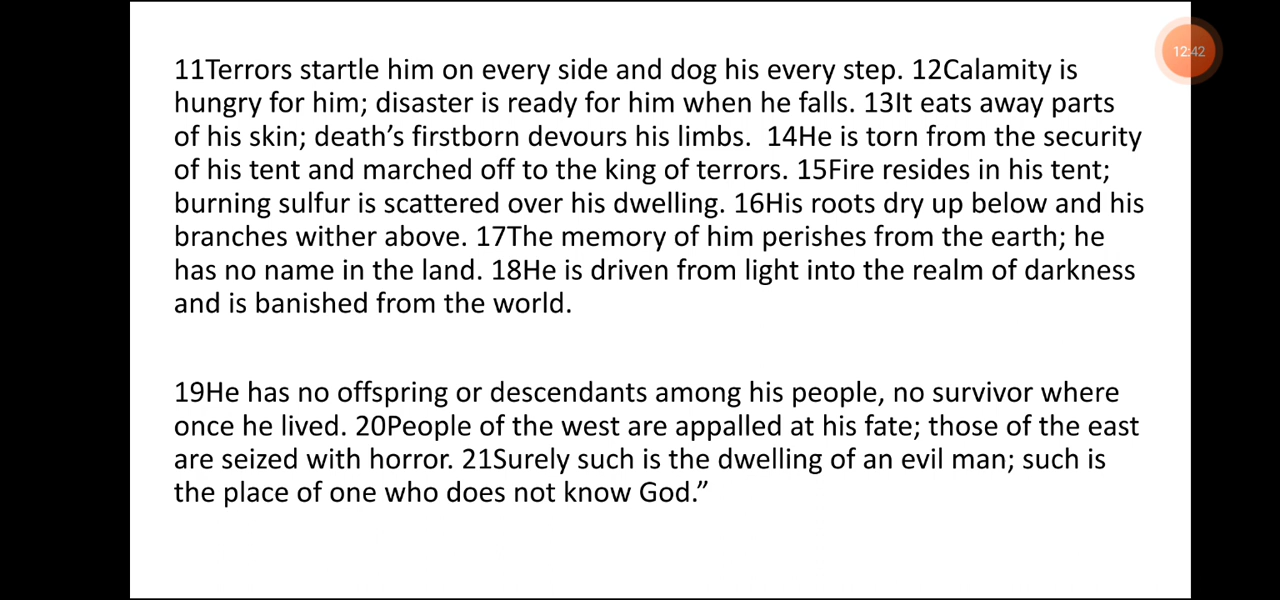 12:42
11Terrors startle him on every side and dog his every step. 12Calamity is
hungry for him; disaster is ready for him when he falls. 13It eats away parts
of his skin; death’s firstborn devours his limbs.  14He is torn from the security
of his tent and marched off to the king of terrors. 15Fire resides in his tent;
burning sulfur is scattered over his dwelling. 16His roots dry up below and his
branches wither above. 17The memory of him perishes from the earth; he
has no name in the land. 18He is driven from light into the realm of darkness
and is banished from the world.
19He has no offspring or descendants among his people, no survivor where
once he lived. 20People of the west are appalled at his fate; those of the east
are seized with horror. 21Surely such is the dwelling of an evil man; such is
the place of one who does not know God.”